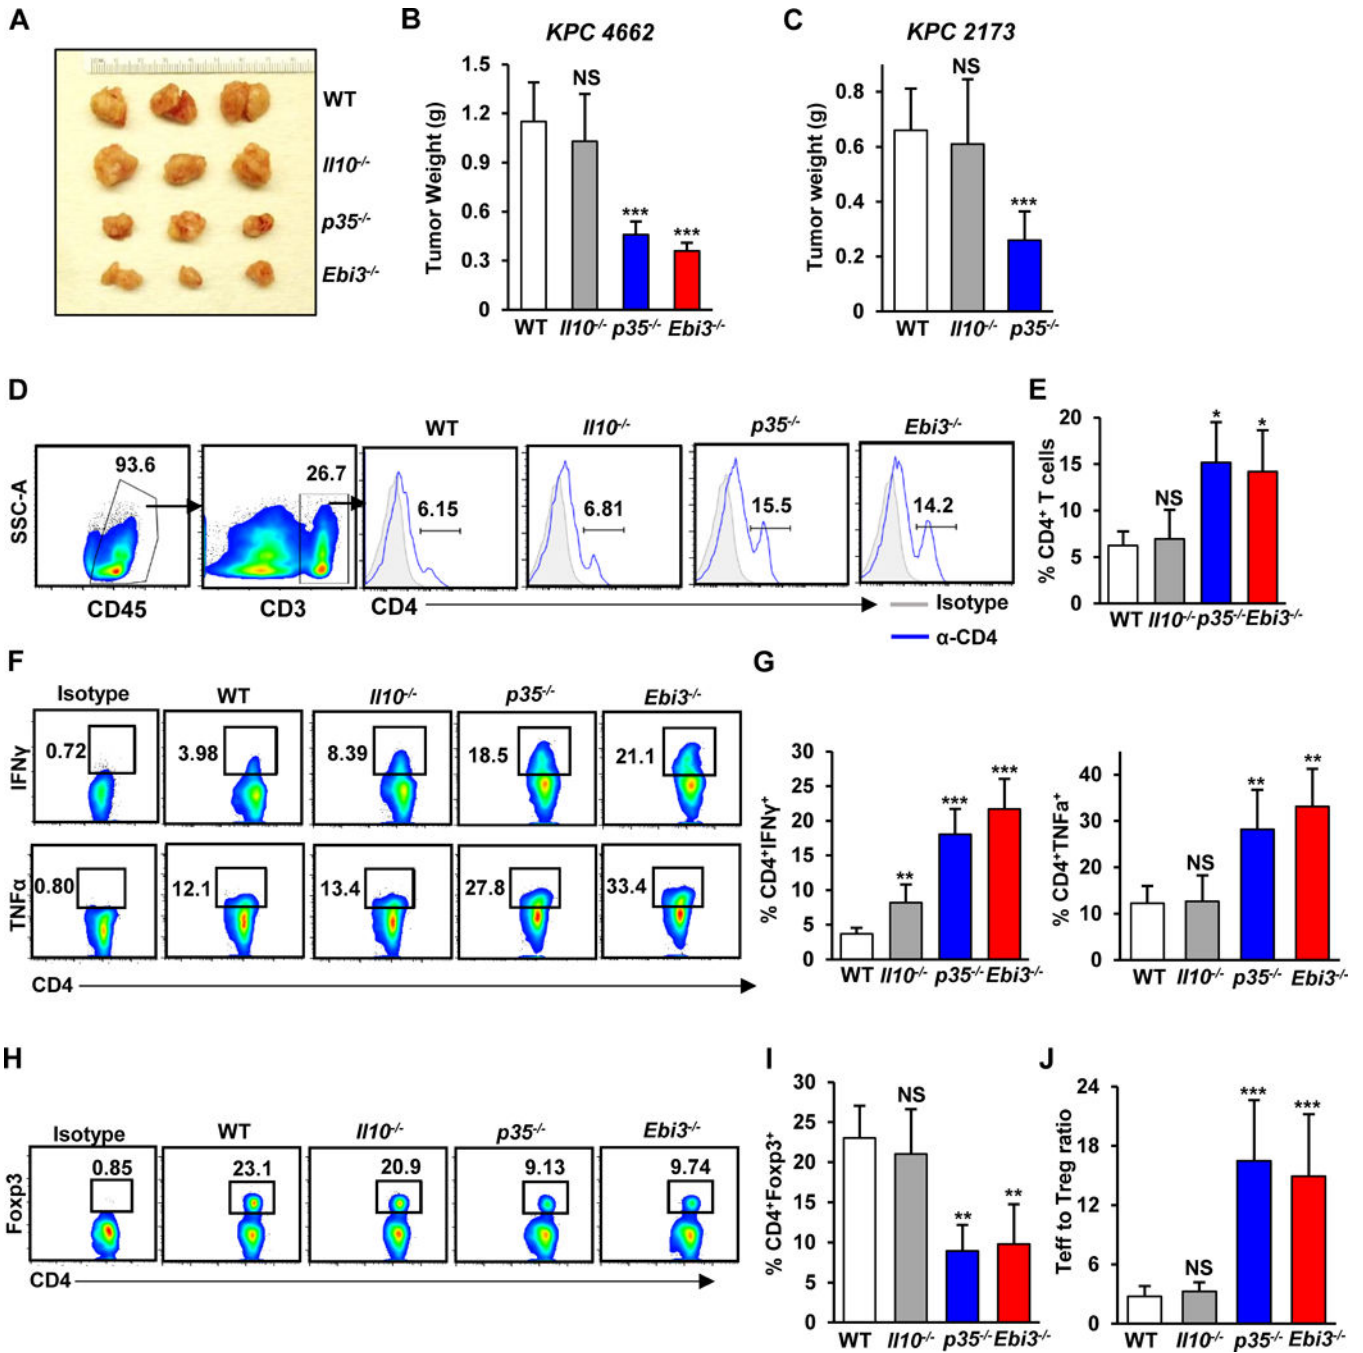 A
WT
Il10-/-
p35-/-
Ebi3-/-
B
KPC 4662
Tumor Weight (g)
1.5
1.2
0.9
0.6
0.3
0
NS
***
***
WT Il10-/- p35-/- Ebi3-/-
C
KPC 2173
Tumor weight (g)
0.8
0.6
0.4
0.2
0
NS
***
WT Il10-/- p35-/-
D
SSC-A
93.6
CD45
26.7
CD3
WT Il10-/- p35-/- Ebi3-/-
6.15 6.81 15.5 14.2
CD4
Isotype
α-CD4
E
% CD4+ T cells
20
15
10
5
0
NS
*
*
WT Il10-/- p35-/- Ebi3-/-
F
Isotype WT Il10-/- p35-/- Ebi3-/-
IFNγ
0.72 3.98 8.39 18.5 21.1
TNFα
0.80 12.1 13.4 27.8 33.4
CD4
G
% CD4+IFNγ+
30
25
20
15
10
5
0
**
***
***
WT Il10-/- p35-/- Ebi3-/-
% CD4+TNFa+
40
30
20
10
0
NS
**
**
WT Il10-/- p35-/- Ebi3-/-
H
Isotype WT Il10-/- p35-/- Ebi3-/-
Foxp3
0.85 23.1 20.9 9.13 9.74
CD4
I
% CD4+Foxp3+
30
25
20
15
10
5
0
NS
**
**
WT Il10-/- p35-/- Ebi3-/-
J
Teff to Treg ratio
24
18
12
6
0
NS
***
***
WT Il10-/- p35-/- Ebi3-/-